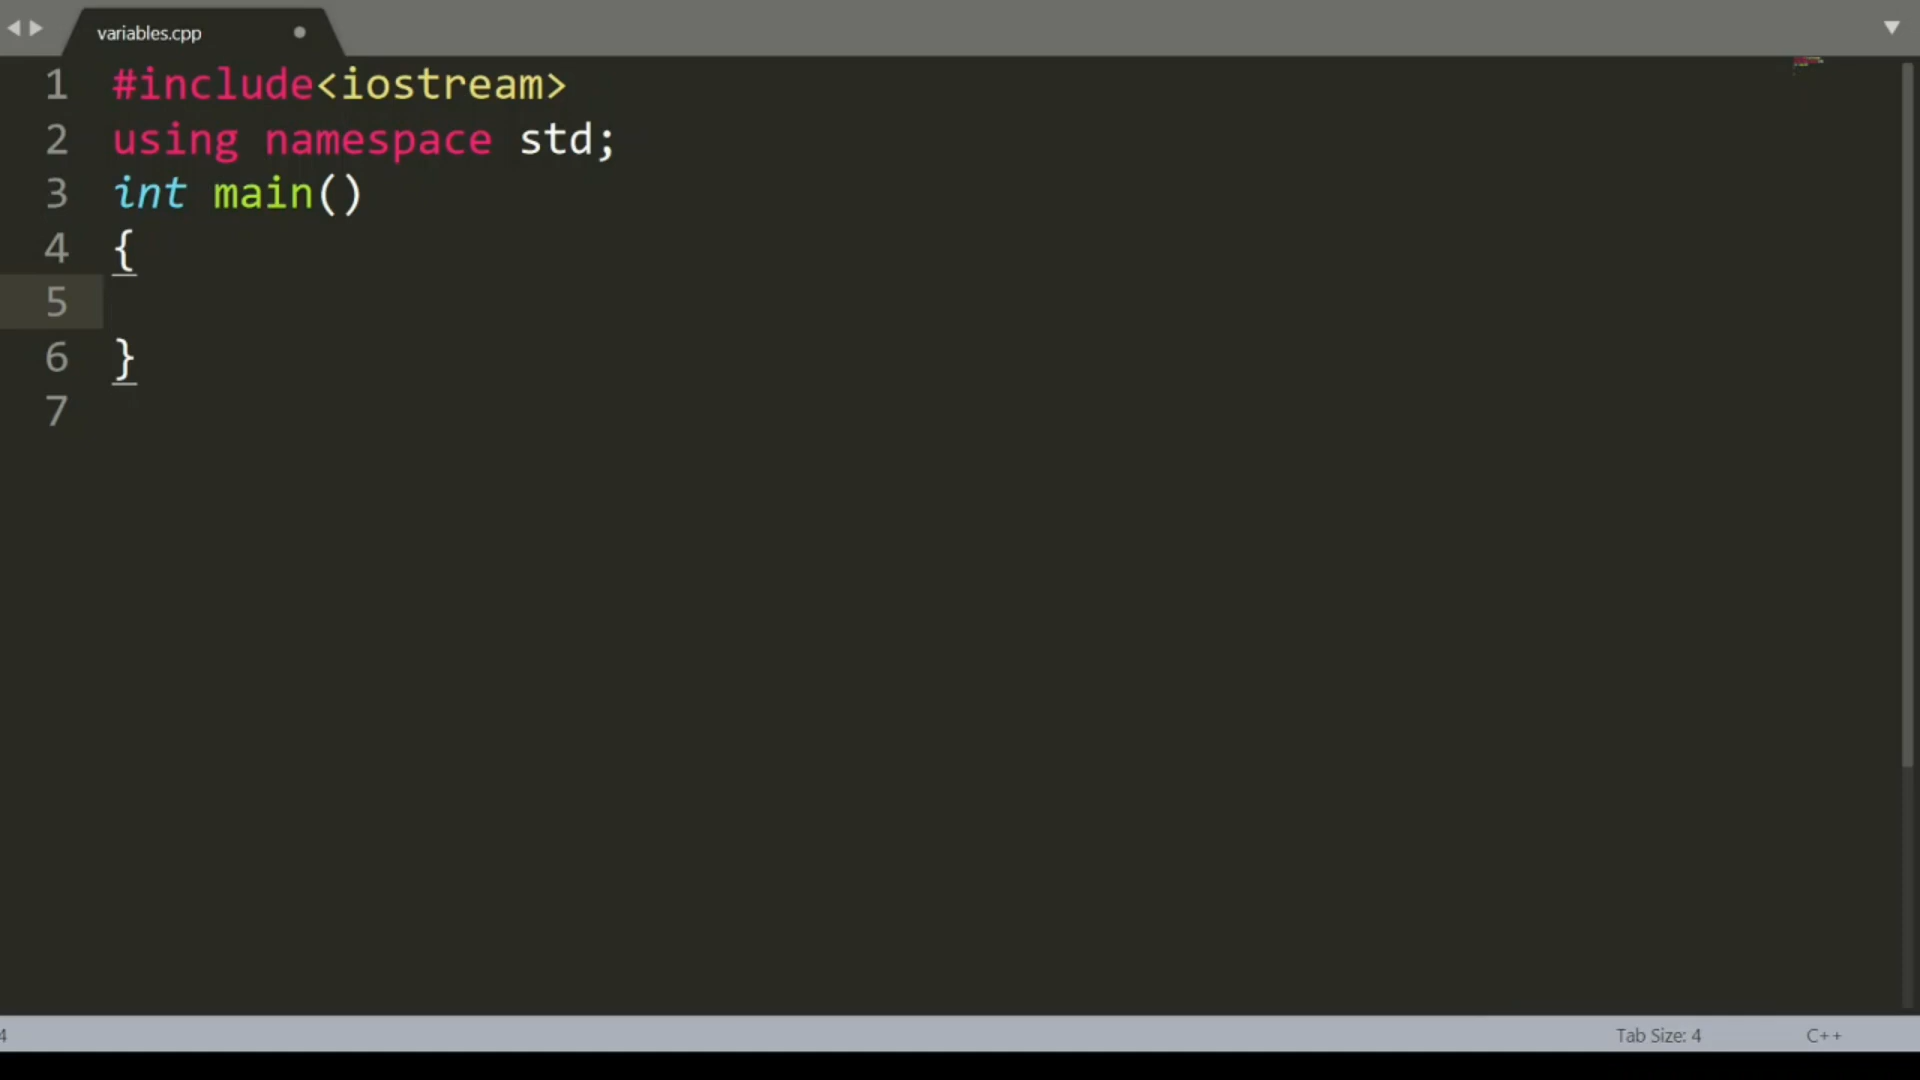 variables.cpp
1 #include<iostream>
2 using namespace std;
3 int main()
4 {
5
6 }
7
4 Tab Size: 4 C++